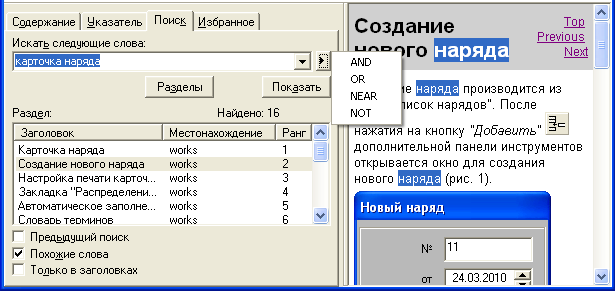 Содержание Указатель Поиск Избранное
Искать следующие слова:
карточка наряда
AND
OR
NEAR
NOT
Разделы Показать
Раздел: Найдено: 16
Заголовок Местонахождение Ранг
Карточка наряда works 1
Создание нового наряда works 2
Настройка печати карточ... works 3
Закладка "Распределени... works 4
Автоматическое заполне... works 5
Словарь терминов works 6
Предыдущий поиск
Похожие слова
Только в заголовках
Создание
нового наряда
Top
Previous
Next
ие наряда производится из
писок нарядов". После
нажатия на кнопку "Добавить"
дополнительной панели инструментов
открывается окно для создания
нового наряда (рис. 1).
Новый наряд
№ 11
от 24.03.2010